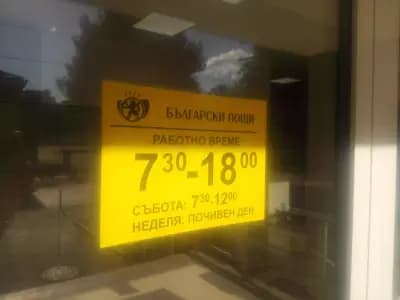 БЪЛГАРСКИ ПОЩИ
РАБОТНО ВРЕМЕ
7³⁰-18⁰⁰
СЪБОТА: 7³⁰-12⁰⁰
НЕДЕЛЯ: ПОЧИВЕН ДЕН